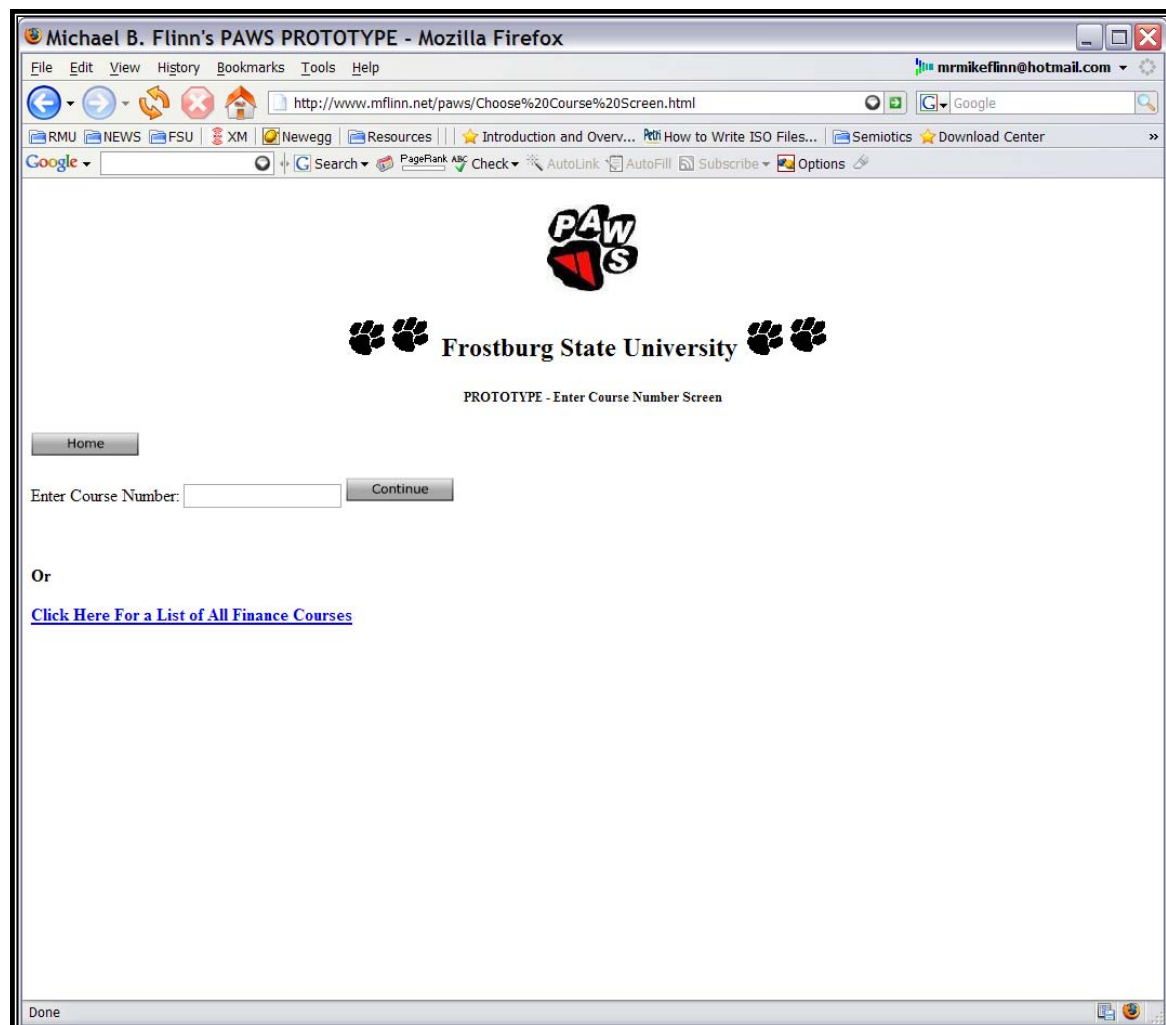 Michael B. Flinn's PAWS PROTOTYPE - Mozilla Firefox
File Edit View History Bookmarks Tools Help mrmikeflinn@hotmail.com
http://www.mflinn.net/paws/Choose%20Course%20Screen.html G Google
RMU NEWS FSU XM Newegg Resources Introduction and Overv... Petri How to Write ISO Files... Semiotics Download Center »
Google G Search PageRank ABC Check AutoLink AutoFill Subscribe Options
PAW
S
Frostburg State University
PROTOTYPE - Enter Course Number Screen
Home
Enter Course Number: Continue
Or
Click Here For a List of All Finance Courses
Done